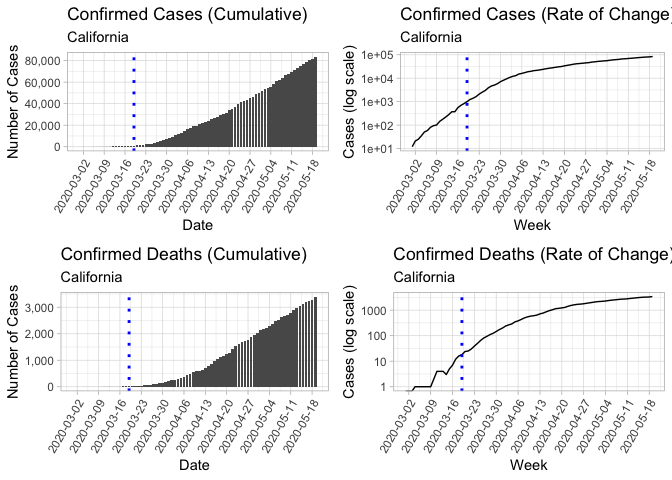 Confirmed Cases (Cumulative)
California
Number of Cases
80,000
60,000
40,000
20,000
0
2020-03-02
2020-03-09
2020-03-16
2020-03-23
2020-03-30
2020-04-06
2020-04-13
2020-04-20
2020-04-27
2020-05-04
2020-05-11
2020-05-18
Date
Confirmed Cases (Rate of Change)
California
Cases (log scale)
1e+05
1e+04
1e+03
1e+02
1e+01
2020-03-02
2020-03-09
2020-03-16
2020-03-23
2020-03-30
2020-04-06
2020-04-13
2020-04-20
2020-04-27
2020-05-04
2020-05-11
2020-05-18
Week
Confirmed Deaths (Cumulative)
California
Number of Cases
3,000
2,000
1,000
0
2020-03-02
2020-03-09
2020-03-16
2020-03-23
2020-03-30
2020-04-06
2020-04-13
2020-04-20
2020-04-27
2020-05-04
2020-05-11
2020-05-18
Date
Confirmed Deaths (Rate of Change)
California
Cases (log scale)
1000
100
10
1
2020-03-02
2020-03-09
2020-03-16
2020-03-23
2020-03-30
2020-04-06
2020-04-13
2020-04-20
2020-04-27
2020-05-04
2020-05-11
2020-05-18
Week